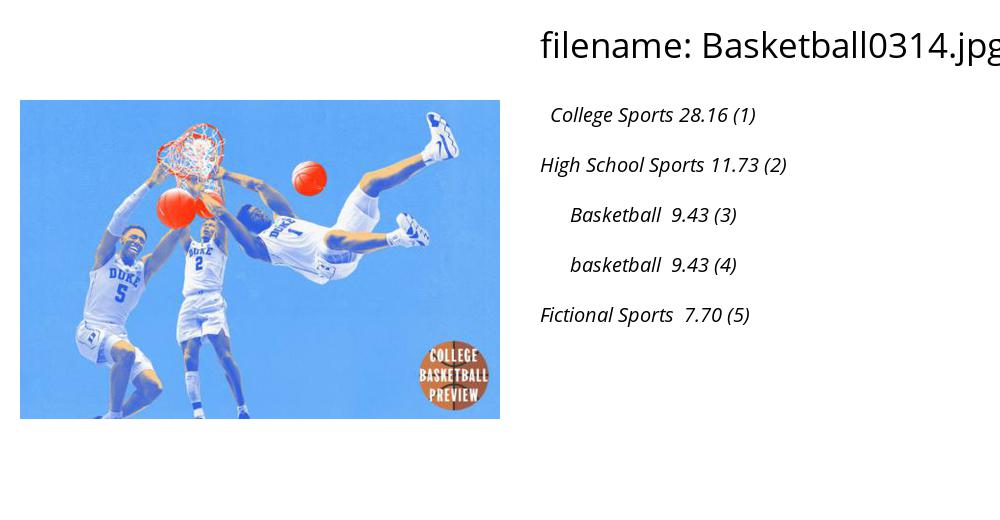 filename: Basketball0314.jpg
College Sports 28.16 (1)
High School Sports 11.73 (2)
Basketball 9.43 (3)
basketball 9.43 (4)
Fictional Sports 7.70 (5)
DUKE
5
DUKE
2
DUKE
1
COLLEGE
BASKETBALL
PREVIEW